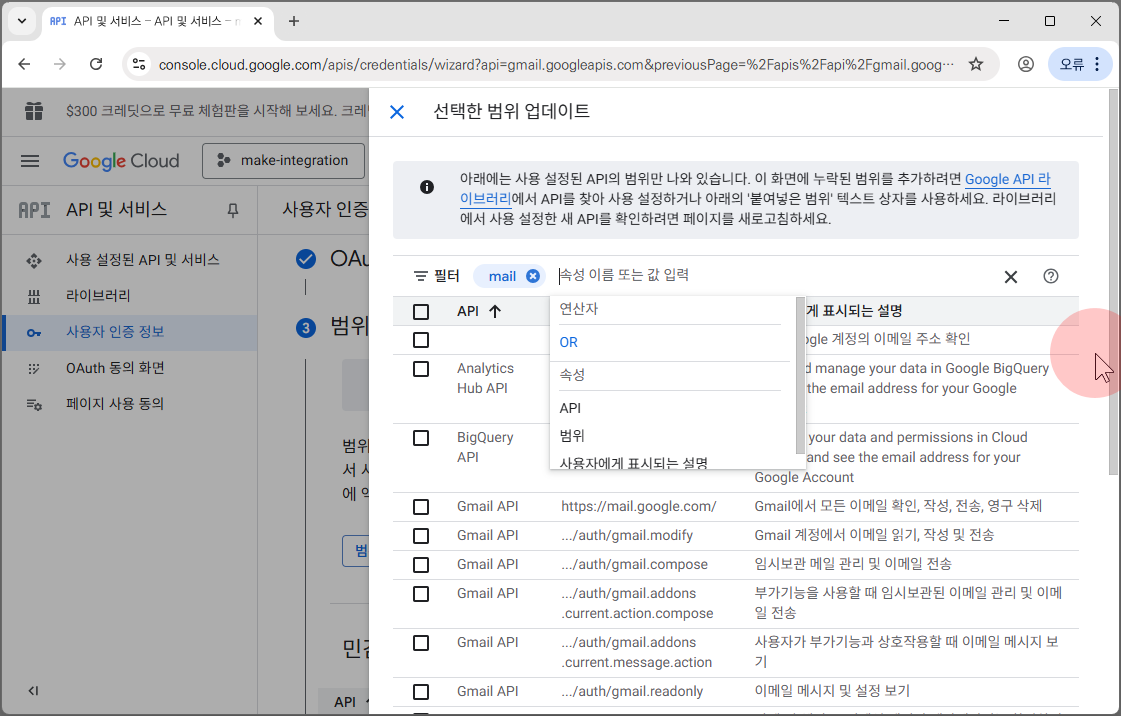 API API 및 서비스 – API 및 서비스 –
console.cloud.google.com/apis/credentials/wizard?api=gmail.googleapis.com&previousPage=%2Fapis%2Fapi%2Fgmail.goog…
오류
$300 크레딧으로 무료 체험판을 시작해 보세요.
Google Cloud
make-integration
API API 및 서비스
사용 설정된 API 및 서비스
라이브러리
사용자 인증 정보
OAuth 동의 화면
페이지 사용 동의
사용자 인증
3 범위
범위
서 사
선택한 범위 업데이트
아래에는 사용 설정된 API의 범위만 나와 있습니다. 이 화면에 누락된 범위를 추가하려면 Google API 라
이브러리에서 API를 찾아 사용 설정하거나 아래의 '붙여넣은 범위' 텍스트 상자를 사용하세요. 라이브러리
에서 사용 설정한 새 API를 확인하려면 페이지를 새로고침하세요.
필터 mail 속성 이름 또는 값 입력
API
게 표시되는 설명
연산자
OR
속성
API
범위
사용자에게 표시되는 설명
ogle 계정의 이메일 주소 확인
Analytics
Hub API
manage your data in Google BigQuery
the email address for your Google
BigQuery
API
your data and permissions in Cloud
and see the email address for your
Google Account
Gmail API https://mail.google.com/ Gmail에서 모든 이메일 확인, 작성, 전송, 영구 삭제
Gmail API .../auth/gmail.modify Gmail 계정에서 이메일 읽기, 작성 및 전송
Gmail API .../auth/gmail.compose 임시보관 메일 관리 및 이메일 전송
Gmail API .../auth/gmail.addons 부가기능을 사용할 때 임시보관된 이메일 관리 및 이메
.current.action.compose 일 전송
Gmail API .../auth/gmail.addons 사용자가 부가기능과 상호작용할 때 이메일 메시지 보
.current.message.action 기
Gmail API .../auth/gmail.readonly 이메일 메시지 및 설정 보기
API